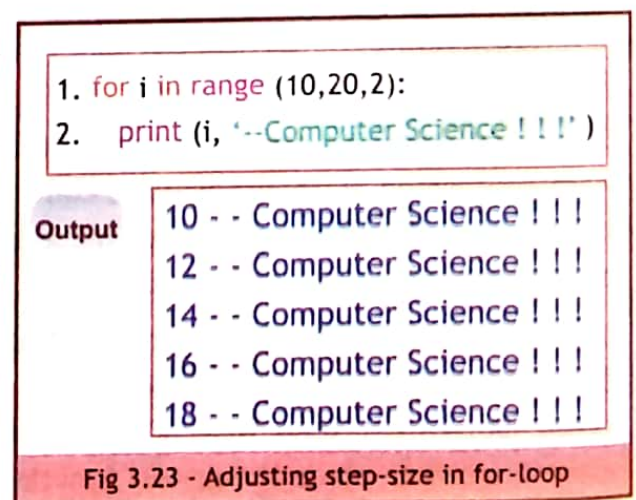 1. for i in range (10,20,2):
2. print (i, ‘--Computer Science ! ! !’ )
Output
10 - - Computer Science ! ! !
12 - - Computer Science ! ! !
14 - - Computer Science ! ! !
16 - - Computer Science ! ! !
18 - - Computer Science ! ! !
Fig 3.23 - Adjusting step-size in for-loop